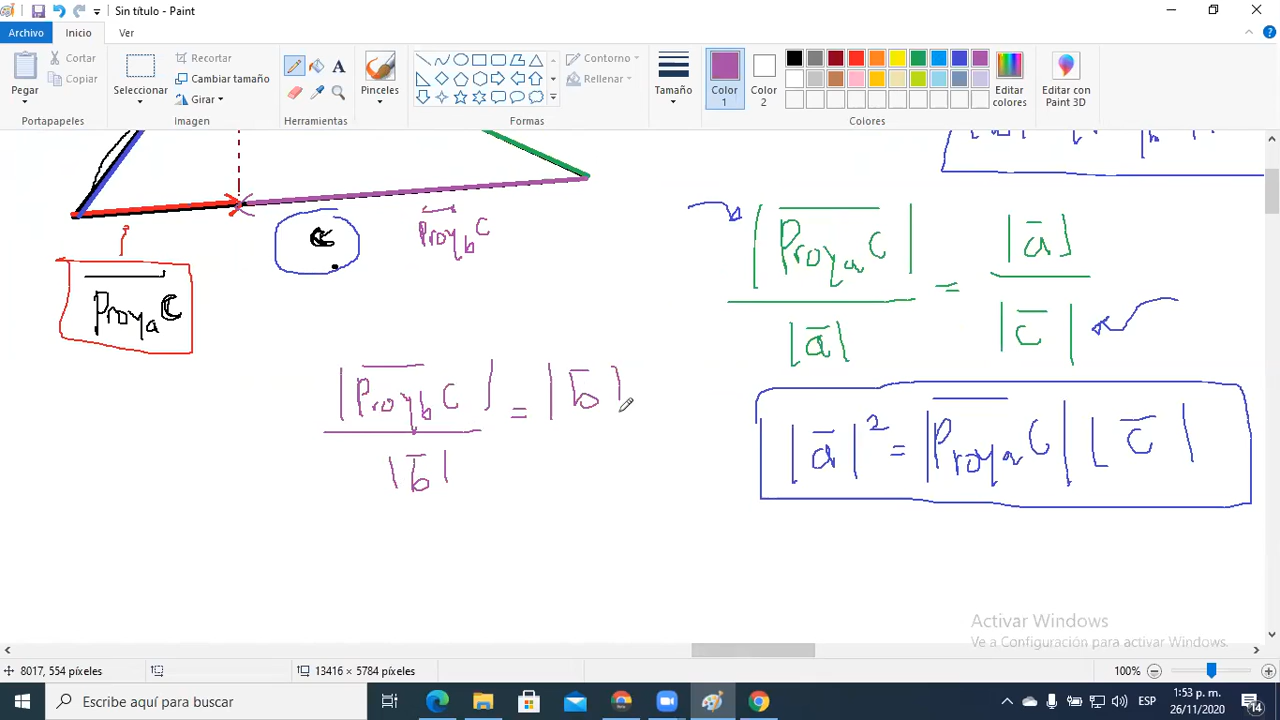 Sin título - Paint
Archivo Inicio Ver
Pegar
Cortar
Copiar
Portapapeles
Seleccionar
Recortar
Cambiar tamaño
Girar
Imagen
A
Herramientas
Pinceles
Contorno
Rellenar
Formas
Tamaño
Color 1
Color 2
Editar colores
Colores
Editar con Paint 3D
Proy_b C
C
Proy_a C
|Proy_a C| / |a̅| = |a̅| / |c̅|
|Proy_b C| / |b̅| = |b̅|
|a̅|² = |Proy_a C| |c̅|
Activar Windows
Ve a Configuración para activar Windows.
8017, 554 píxeles
13416 × 5784 píxeles
100%
Escribe aquí para buscar
ESP
1:53 p. m.
26/11/2020
14